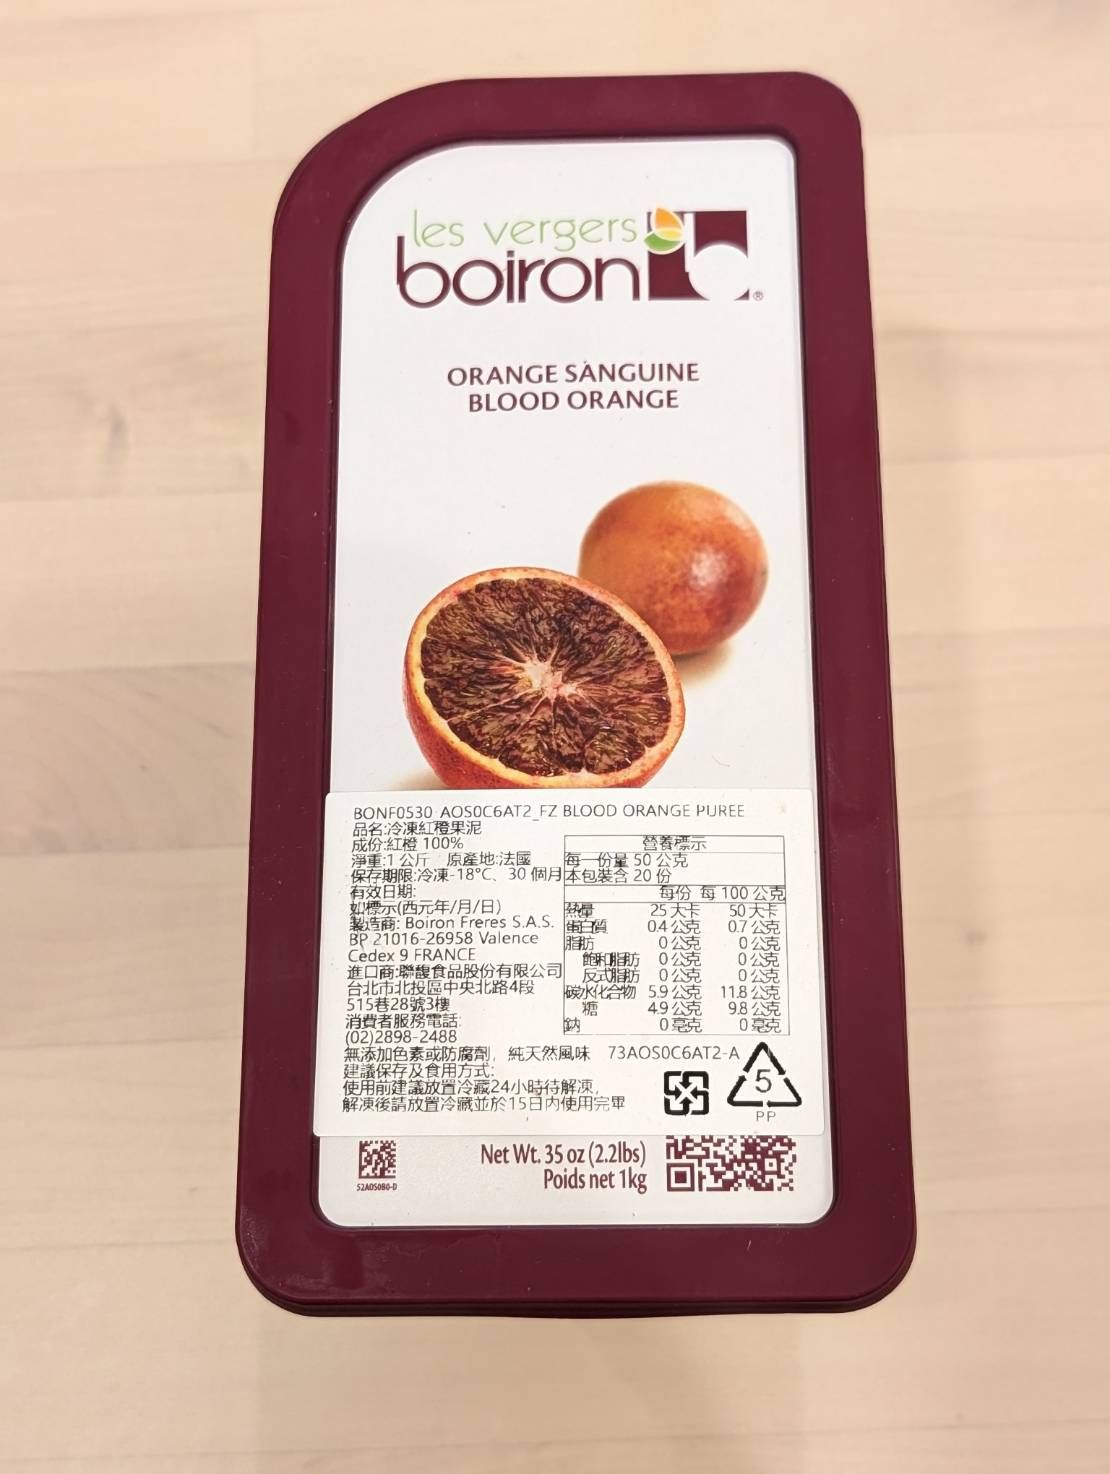 les vergers
boiron
ORANGE SANGUINE
BLOOD ORANGE
BONF0530 AOS0C6AT2_FZ BLOOD ORANGE PUREE
品名:冷凍紅橙果泥
成份:紅橙 100%
淨重:1 公斤 原產地:法國
保存期限:冷凍-18°C、30 個月
有效日期:
如標示(西元年/月/日)
製造商: Boiron Freres S.A.S.
BP 21016-26958 Valence
Cedex 9 FRANCE
進口商:聯馥食品股份有限公司
台北市北投區中央北路4段
515巷28號3樓
消費者服務電話:
(02)2898-2488
營養標示
每一份量 50 公克
本包裝含 20 份
每份 每 100 公克
熱量 25 大卡 50 大卡
蛋白質 0.4 公克 0.7 公克
脂肪 0 公克 0 公克
飽和脂肪 0 公克 0 公克
反式脂肪 0 公克 0 公克
碳水化合物 5.9 公克 11.8 公克
糖 4.9 公克 9.8 公克
鈉 0 毫克 0 毫克
無添加色素或防腐劑, 純天然風味 73AOS0C6AT2-A
建議保存及食用方式:
使用前建議放置冷藏24小時待解凍,
解凍後請放置冷藏並於15日內使用完畢
5
PP
52AOS0B0-D
Net Wt. 35 oz (2.2lbs)
Poids net 1kg